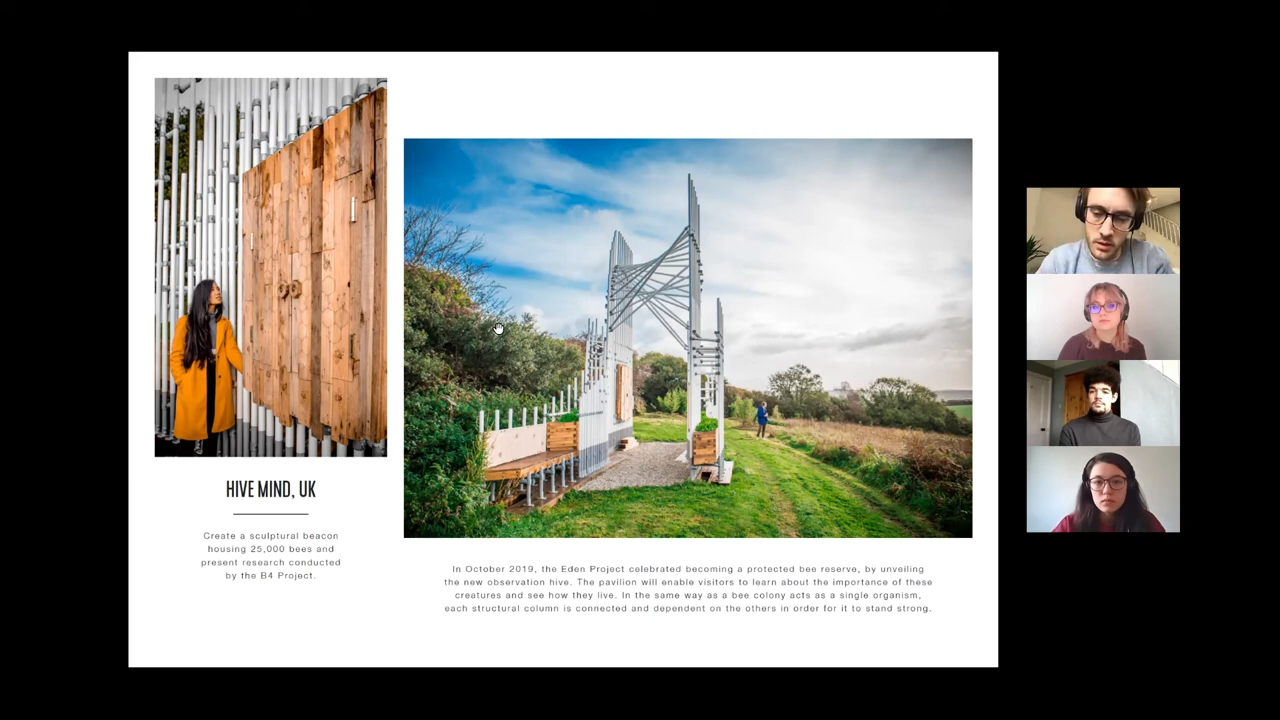 HIVE MIND, UK
Create a sculptural beacon
housing 25,000 bees and
present research conducted
by the B4 Project.
In October 2019, the Eden Project celebrated becoming a protected bee reserve, by unveiling
the new observation hive. The pavilion will enable visitors to learn about the importance of these
creatures and see how they live. In the same way as a bee colony acts as a single organism,
each structural column is connected and dependent on the others in order for it to stand strong.